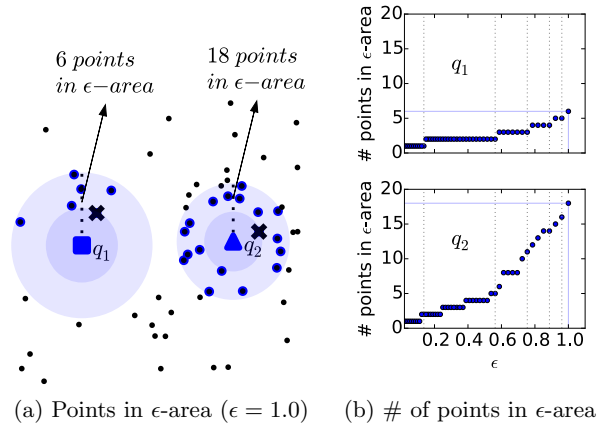 6 points
in ϵ−area
18 points
in ϵ−area
q1
q2
(a) Points in ϵ-area (ϵ = 1.0)
# points in ϵ-area
20
15
10
5
0
q1
# points in ϵ-area
20
15
10
5
0
q2
0.2 0.4 0.6 0.8 1.0
ϵ
(b) # of points in ϵ-area